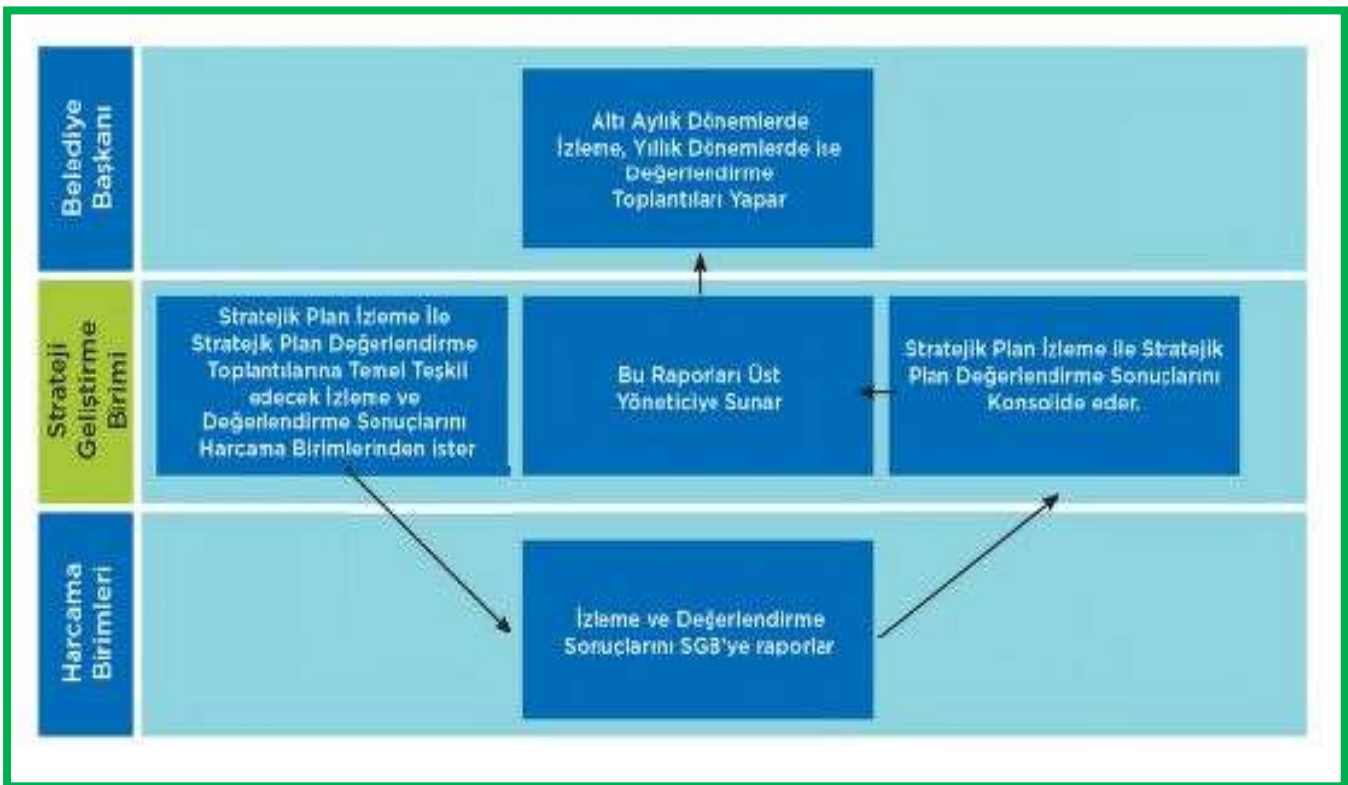 Belediye
Başkanı
Altı Aylık Dönemlerde
İzleme, Yıllık Dönemlerde ise
Değerlendirme
Toplantıları Yapar
Strateji
Geliştirme
Birimi
Stratejik Plan İzleme İle
Stratejik Plan Değerlendirme
Toplantılarına Temel Teşkil
edecek İzleme ve
Değerlendirme Sonuçlarını
Harcama Birimlerinden ister
Bu Raporları Üst
Yöneticiye Sunar
Stratejik Plan İzleme ile Stratejik
Plan Değerlendirme Sonuçlarını
Konsolide eder.
Harcama
Birimleri
İzleme ve Değerlendirme
Sonuçlarını SGB'ye raporlar